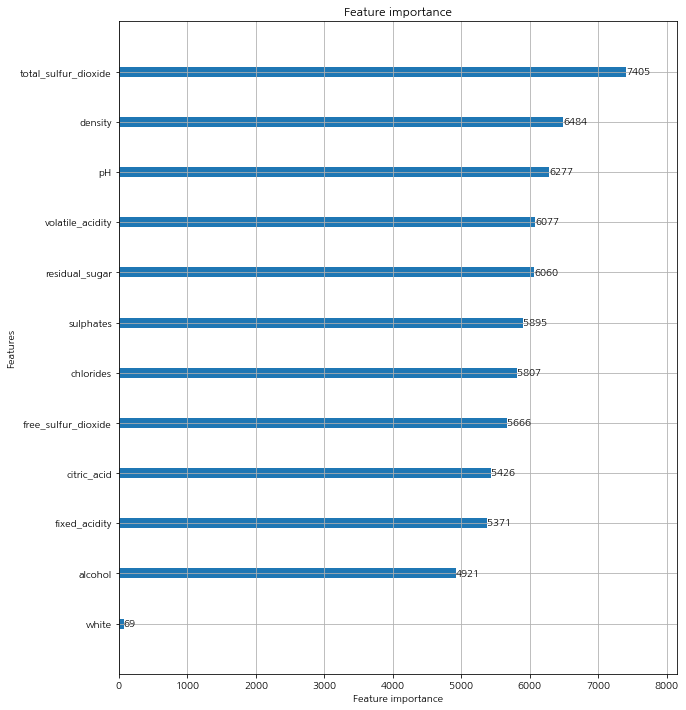 Feature importance
total_sulfur_dioxide 7405
density 6484
pH 6277
volatile_acidity 6077
residual_sugar 6060
sulphates 5895
chlorides 5807
free_sulfur_dioxide 5666
citric_acid 5426
fixed_acidity 5371
alcohol 4921
white 69
Features
0 1000 2000 3000 4000 5000 6000 7000 8000
Feature importance